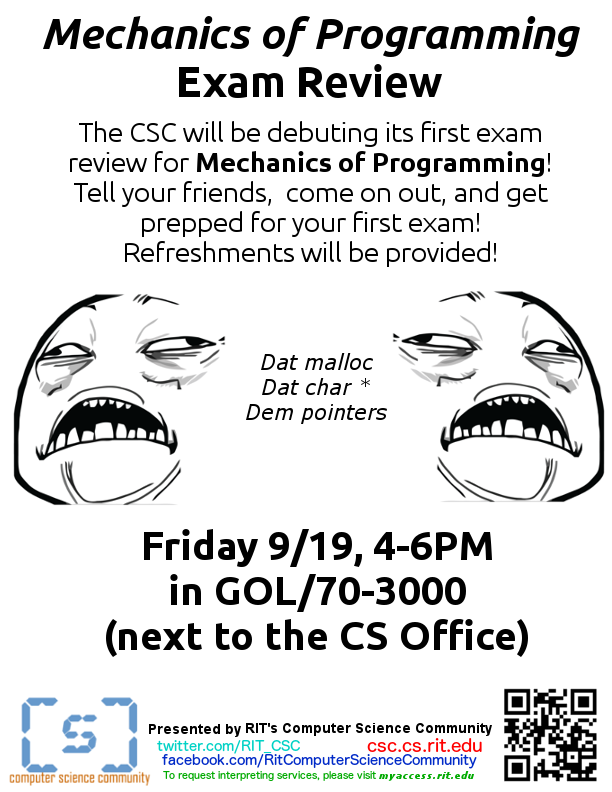 Mechanics of Programming
Exam Review
The CSC will be debuting its first exam
review for Mechanics of Programming!
Tell your friends,  come on out, and get
prepped for your first exam!
Refreshments will be provided!
Dat malloc
Dat char *
Dem pointers
Friday 9/19, 4-6PM
in GOL/70-3000
(next to the CS Office)
[S]
computer science community
Presented by RIT's Computer Science Community
twitter.com/RIT_CSC csc.cs.rit.edu
facebook.com/RitComputerScienceCommunity
To request interpreting services, please visit myaccess.rit.edu